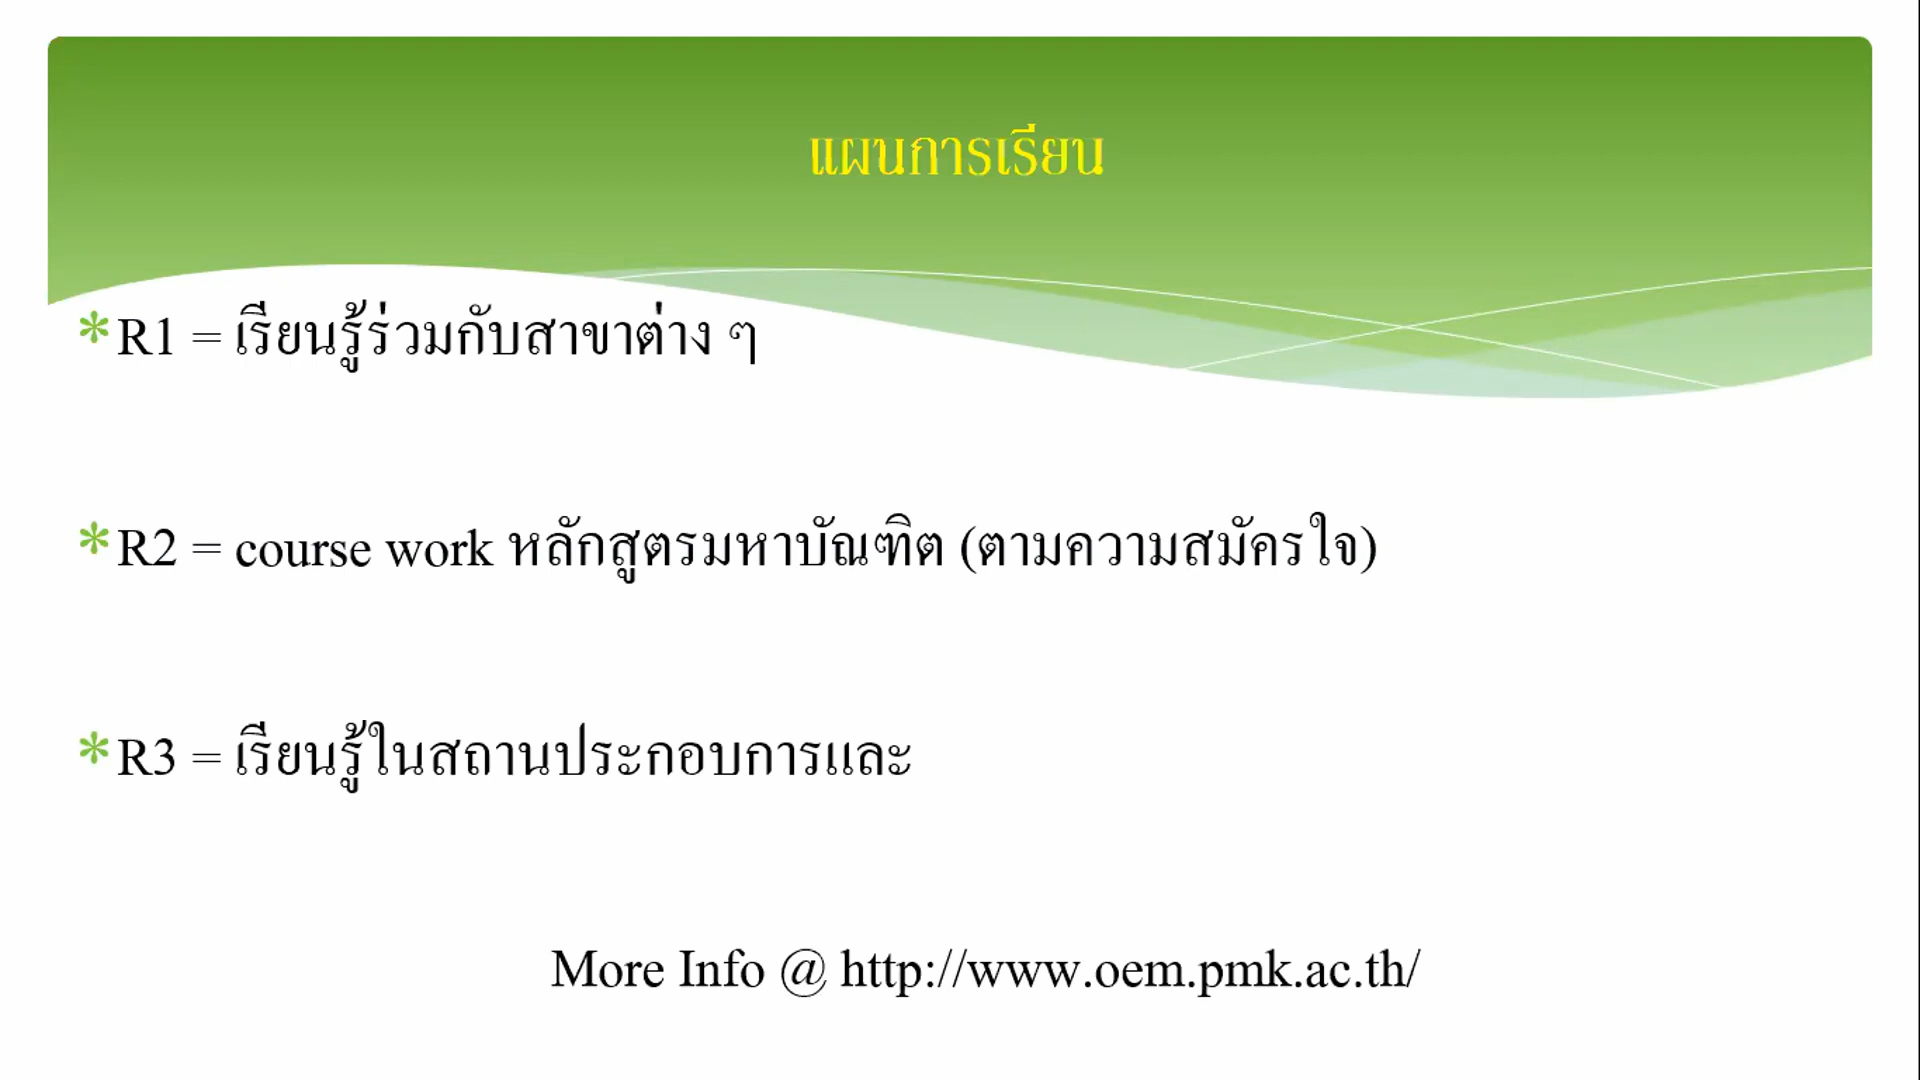 แผนการเรียน
* R1 = เรียนรู้ร่วมกับสาขาต่าง ๆ
* R2 = course work หลักสูตรมหาบัณฑิต (ตามความสมัครใจ)
* R3 = เรียนรู้ในสถานประกอบการและ
More Info @ http://www.oem.pmk.ac.th/